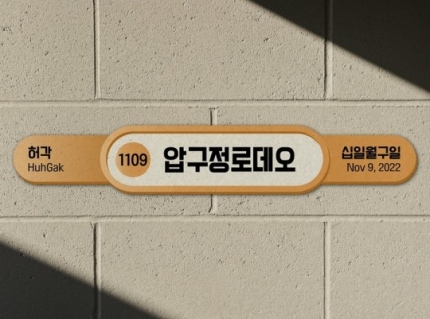 허각
HuhGak
1109
압구정로데오
십일월구일
Nov 9, 2022